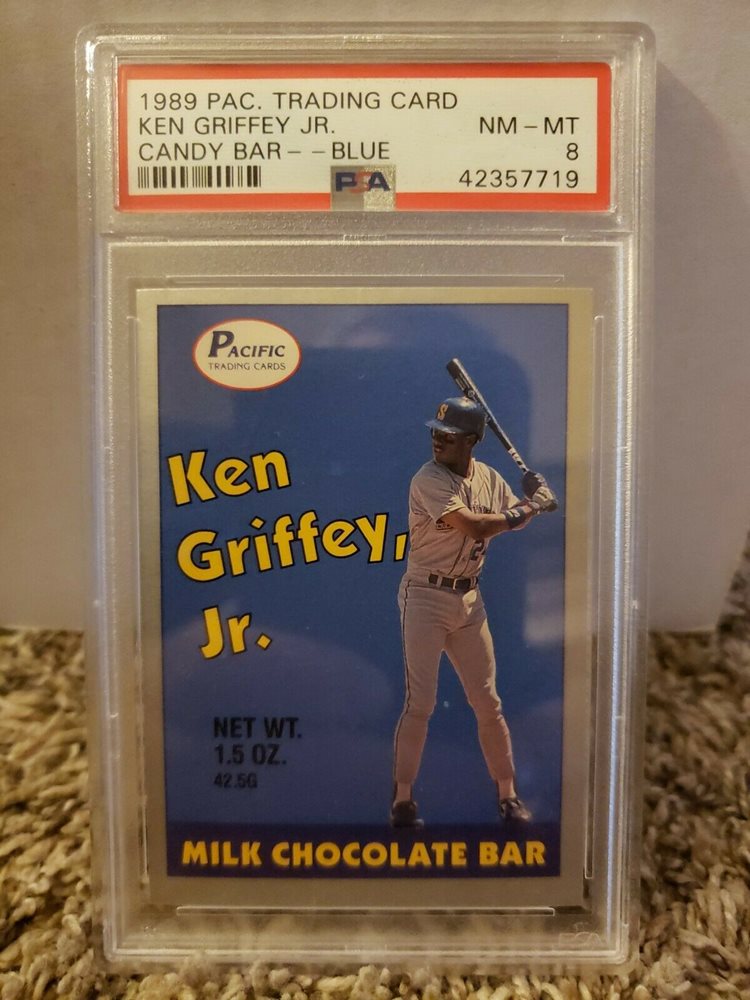 1989 PAC. TRADING CARD
KEN GRIFFEY JR. NM - MT
CANDY BAR - - BLUE 8
PSA 42357719
PACIFIC
TRADING CARDS
S
Ken
Griffey,
Jr.
2
NET WT.
1.5 OZ.
42.5G
MILK CHOCOLATE BAR